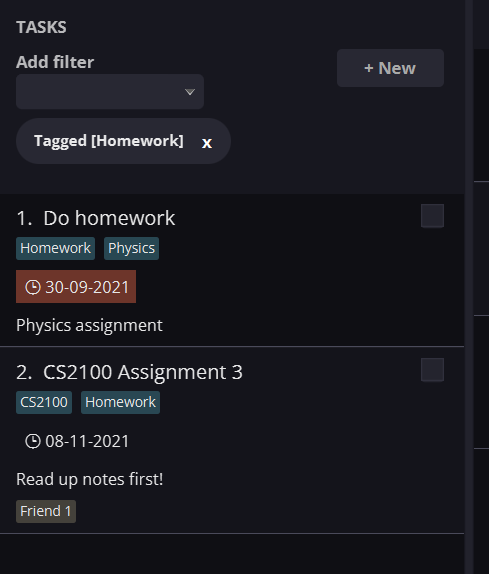 TASKS
Add filter
+ New
Tagged [Homework] x
1. Do homework
Homework Physics
30-09-2021
Physics assignment
2. CS2100 Assignment 3
CS2100 Homework
08-11-2021
Read up notes first!
Friend 1